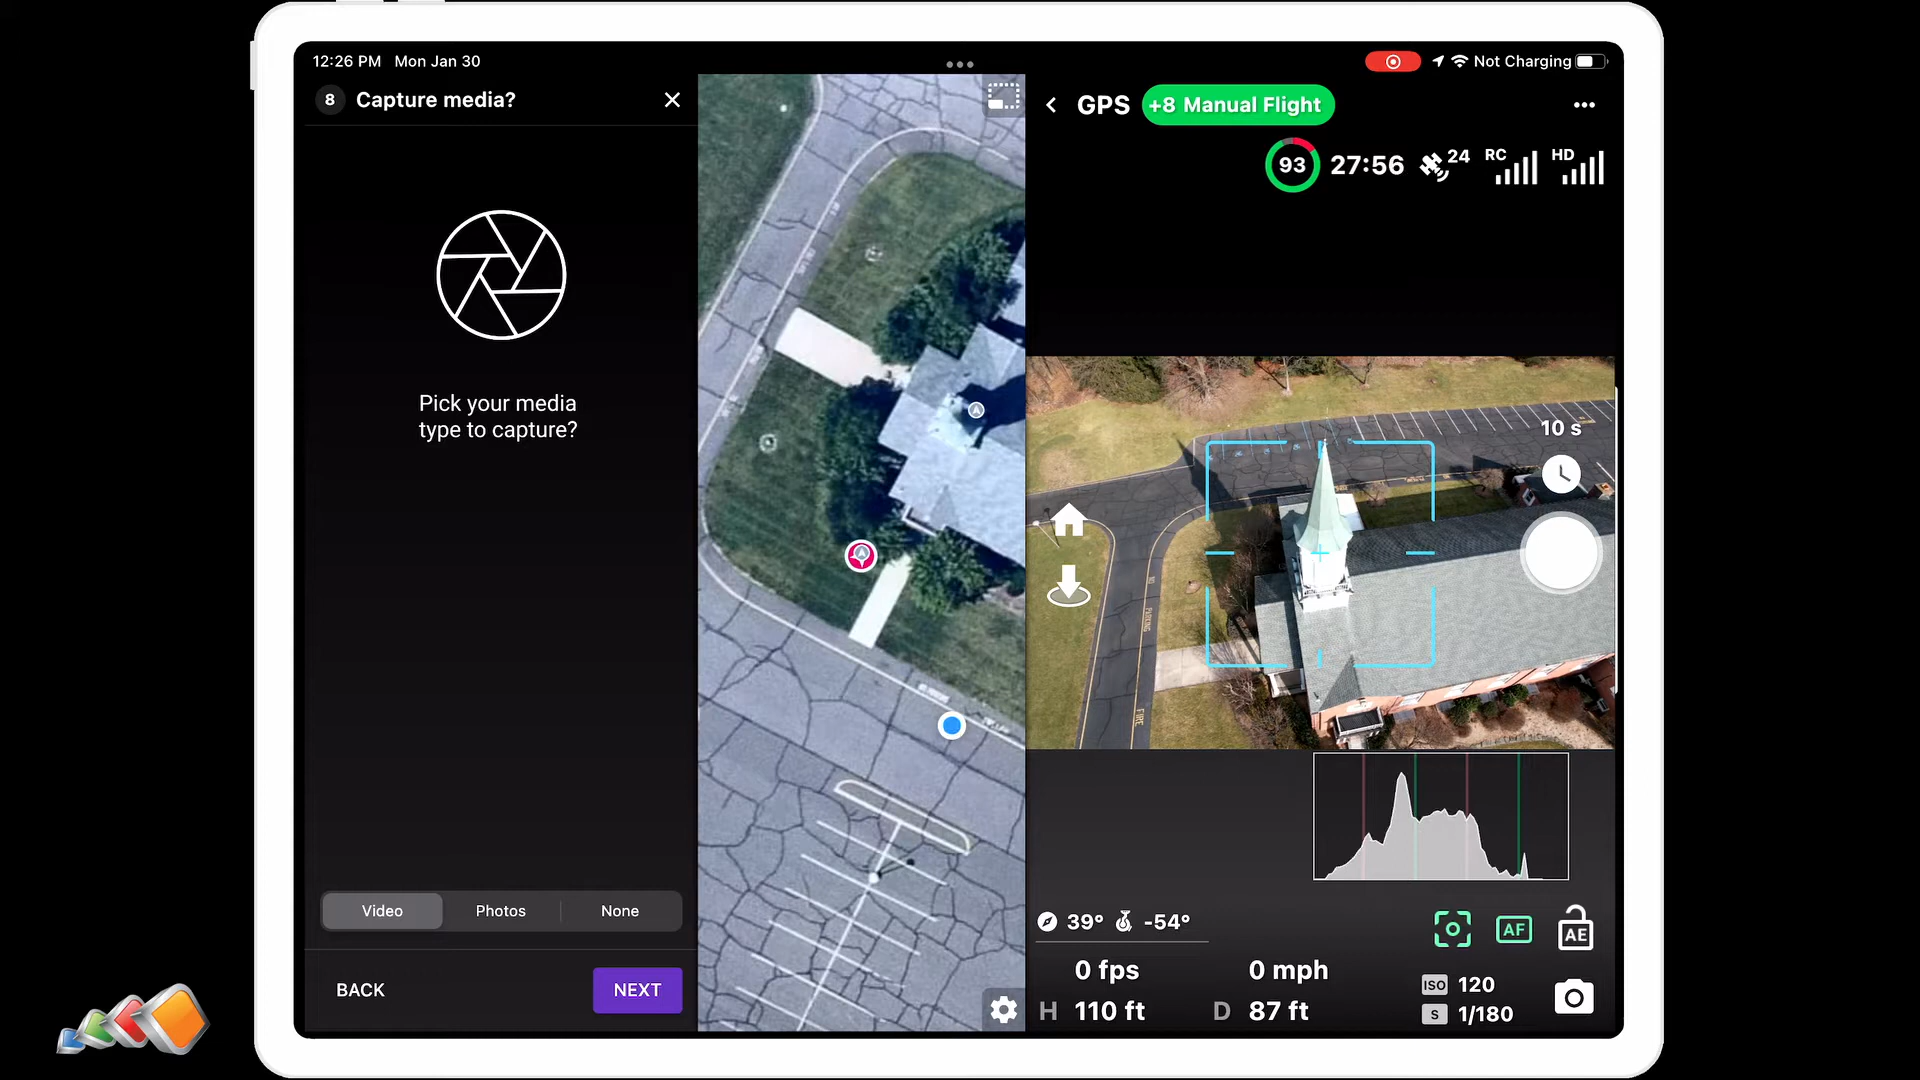 12:26 PM Mon Jan 30
Not Charging
8 Capture media?
Pick your media
type to capture?
Video
Photos
None
BACK
NEXT
GPS
+8 Manual Flight
93
27:56
24
RC
HD
10 s
39°
-54°
0 fps
0 mph
H 110 ft
D 87 ft
AF
AE
ISO 120
S 1/180